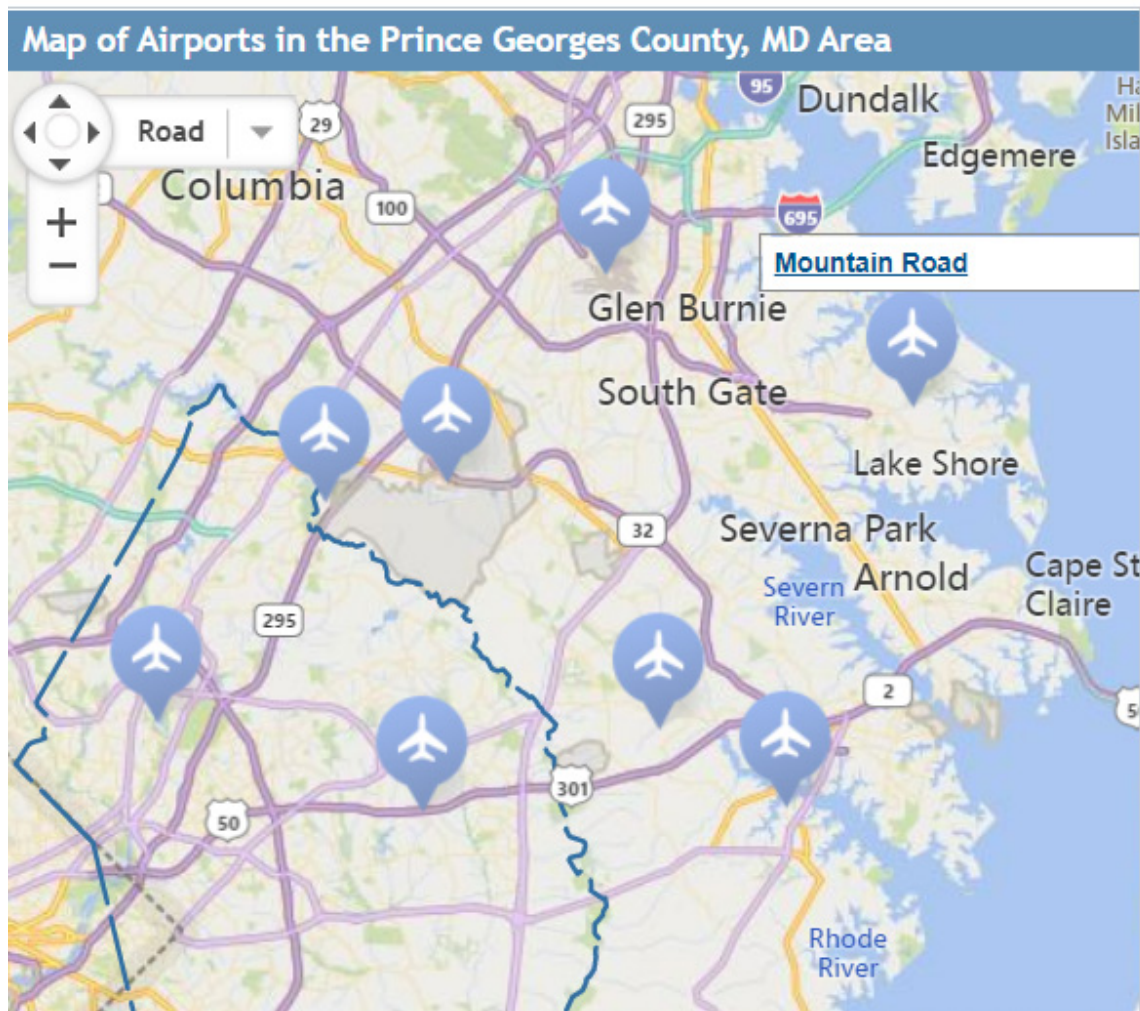 Map of Airports in the Prince Georges County, MD Area
95
Dundalk
Road
29
295
Edgemere
Columbia
100
695
Mountain Road
Glen Burnie
South Gate
Lake Shore
32
Severna Park
Severn
River
Arnold
Cape St
Claire
295
2
301
50
Rhode
River